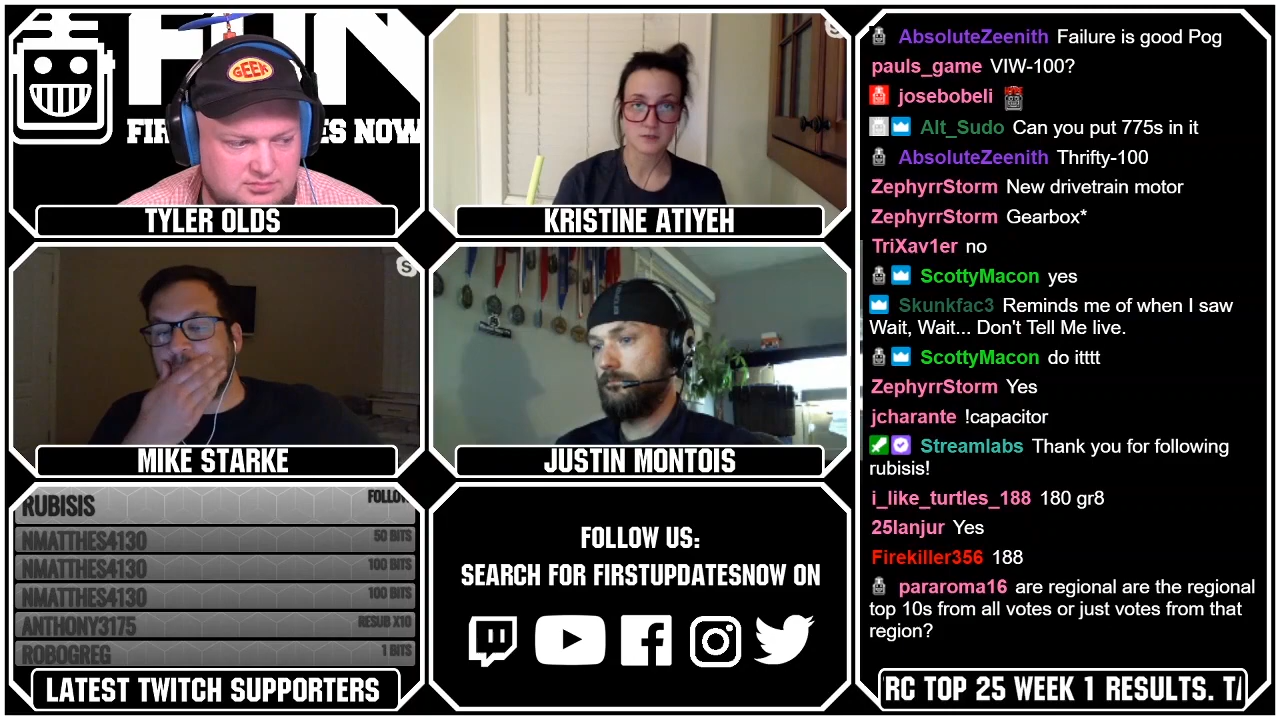 FUN
GEEK
TYLER OLDS
KRISTINE ATIYEH
MIKE STARKE
JUSTIN MONTOIS
RUBISIS
NMATTHES4130 50 BITS
NMATTHES4130 100 BITS
NMATTHES4130 100 BITS
ANTHONY3175 RESUB X10
ROBOGREG 1 BITS
LATEST TWITCH SUPPORTERS
FOLLOW US:
SEARCH FOR FIRSTUPDATESNOW ON
AbsoluteZeenith Failure is good Pog
pauls_game VIW-100?
josebobeli
Alt_Sudo Can you put 775s in it
AbsoluteZeenith Thrifty-100
ZephyrrStorm New drivetrain motor
ZephyrrStorm Gearbox*
TriXav1er no
ScottyMacon yes
Skunkfac3 Reminds me of when I saw
Wait, Wait... Don't Tell Me live.
ScottyMacon do itttt
ZephyrrStorm Yes
jcharante !capacitor
Streamlabs Thank you for following
rubisis!
i_like_turtles_188 180 gr8
25lanjur Yes
Firekiller356 188
pararoma16 are regional are the regional
top 10s from all votes or just votes from that
region?
RC TOP 25 WEEK 1 RESULTS.